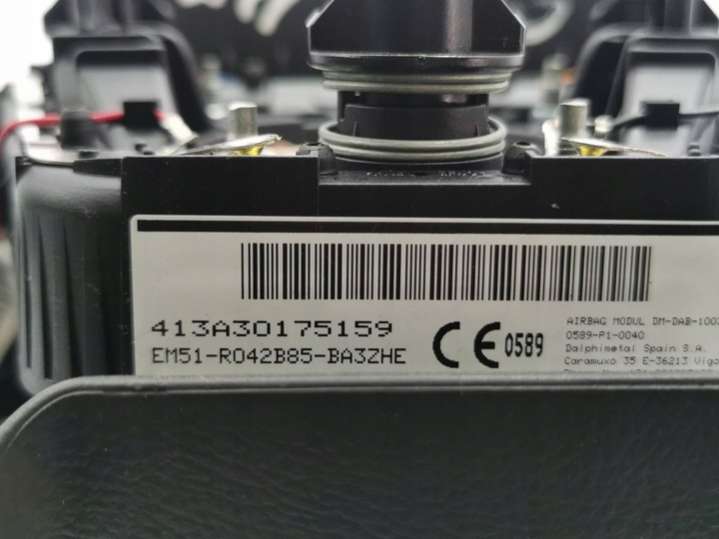 413A30175159
EM51-R042B85-BA3ZHE
CE 0589
AIRBAG MODUL DM-DAB-100
0589-P1-0040
Dalphimetal Spain S.A.
Caramuxo 35 E-36213 Vigo